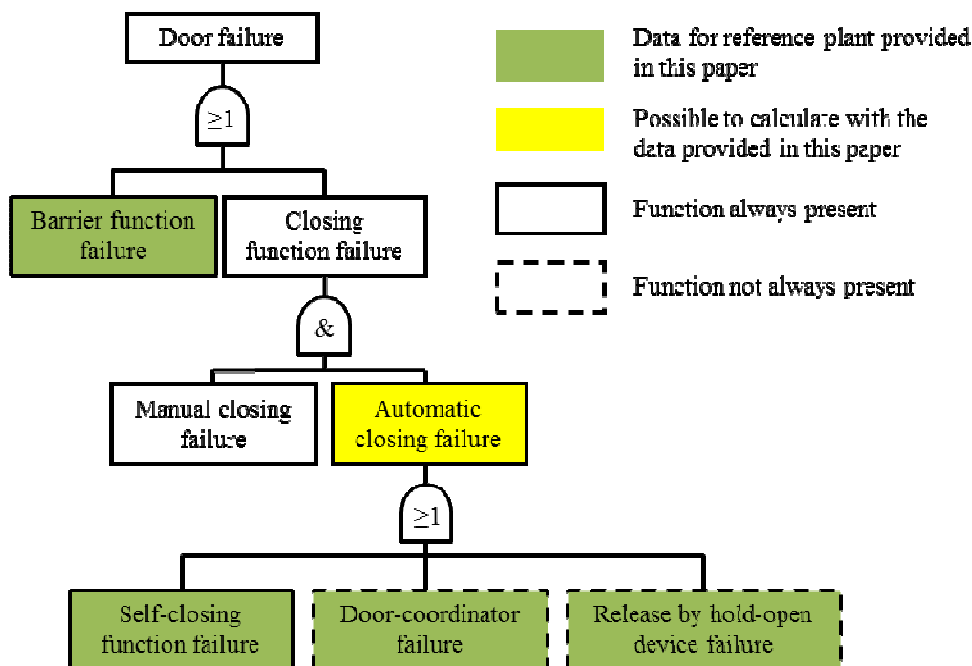 Door failure
≥1
Barrier function
failure
Closing
function failure
&
Manual closing
failure
Automatic
closing failure
≥1
Self-closing
function failure
Door-coordinator
failure
Release by hold-open
device failure
Data for reference plant provided
in this paper
Possible to calculate with the
data provided in this paper
Function always present
Function not always present